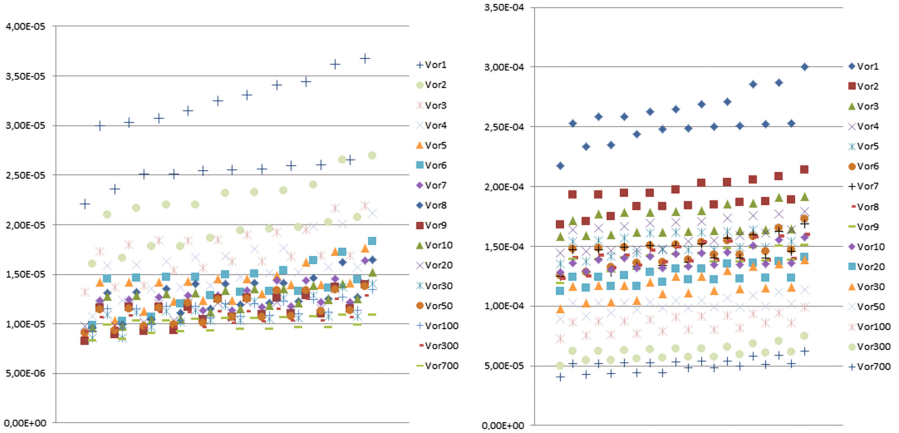 4,00E-05
3,50E-05
3,00E-05
2,50E-05
2,00E-05
1,50E-05
1,00E-05
5,00E-06
0,00E+00
Vor1
Vor2
Vor3
Vor4
Vor5
Vor6
Vor7
Vor8
Vor9
Vor10
Vor20
Vor30
Vor50
Vor100
Vor300
Vor700
3,50E-04
3,00E-04
2,50E-04
2,00E-04
1,50E-04
1,00E-04
5,00E-05
0,00E+00
Vor1
Vor2
Vor3
Vor4
Vor5
Vor6
Vor7
Vor8
Vor9
Vor10
Vor20
Vor30
Vor50
Vor100
Vor300
Vor700